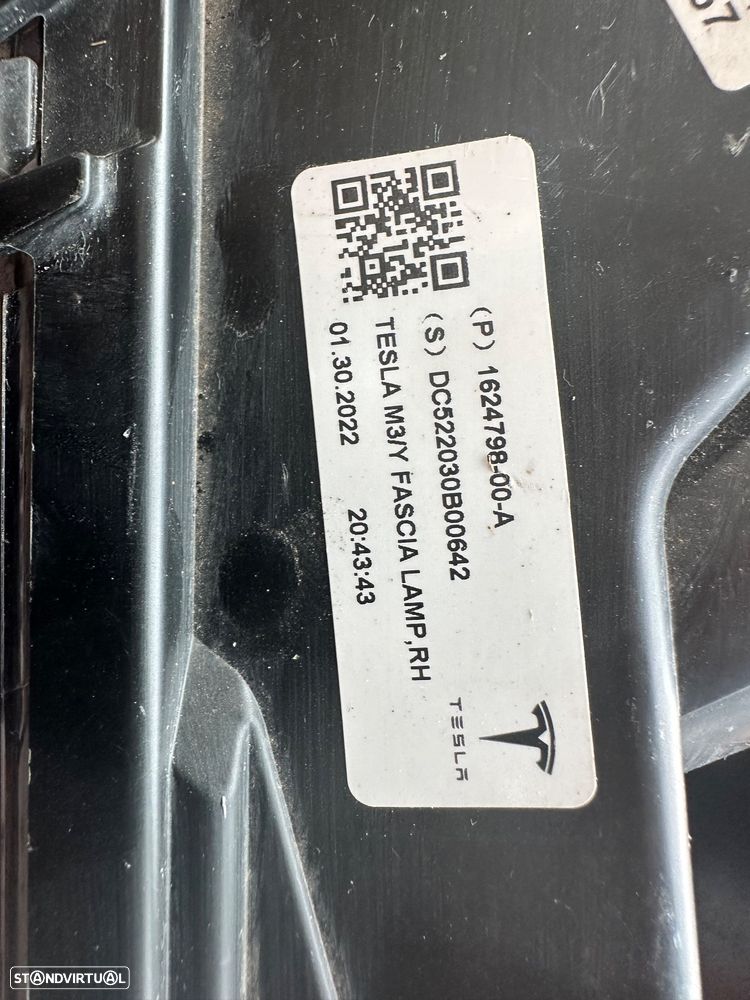 (P) 1624798-00-A
(S) DC522030B00642
TESLA M3/Y FASCIA LAMP,RH
01.30.2022 20:43:43
TESLA
STANDVIRTUAL